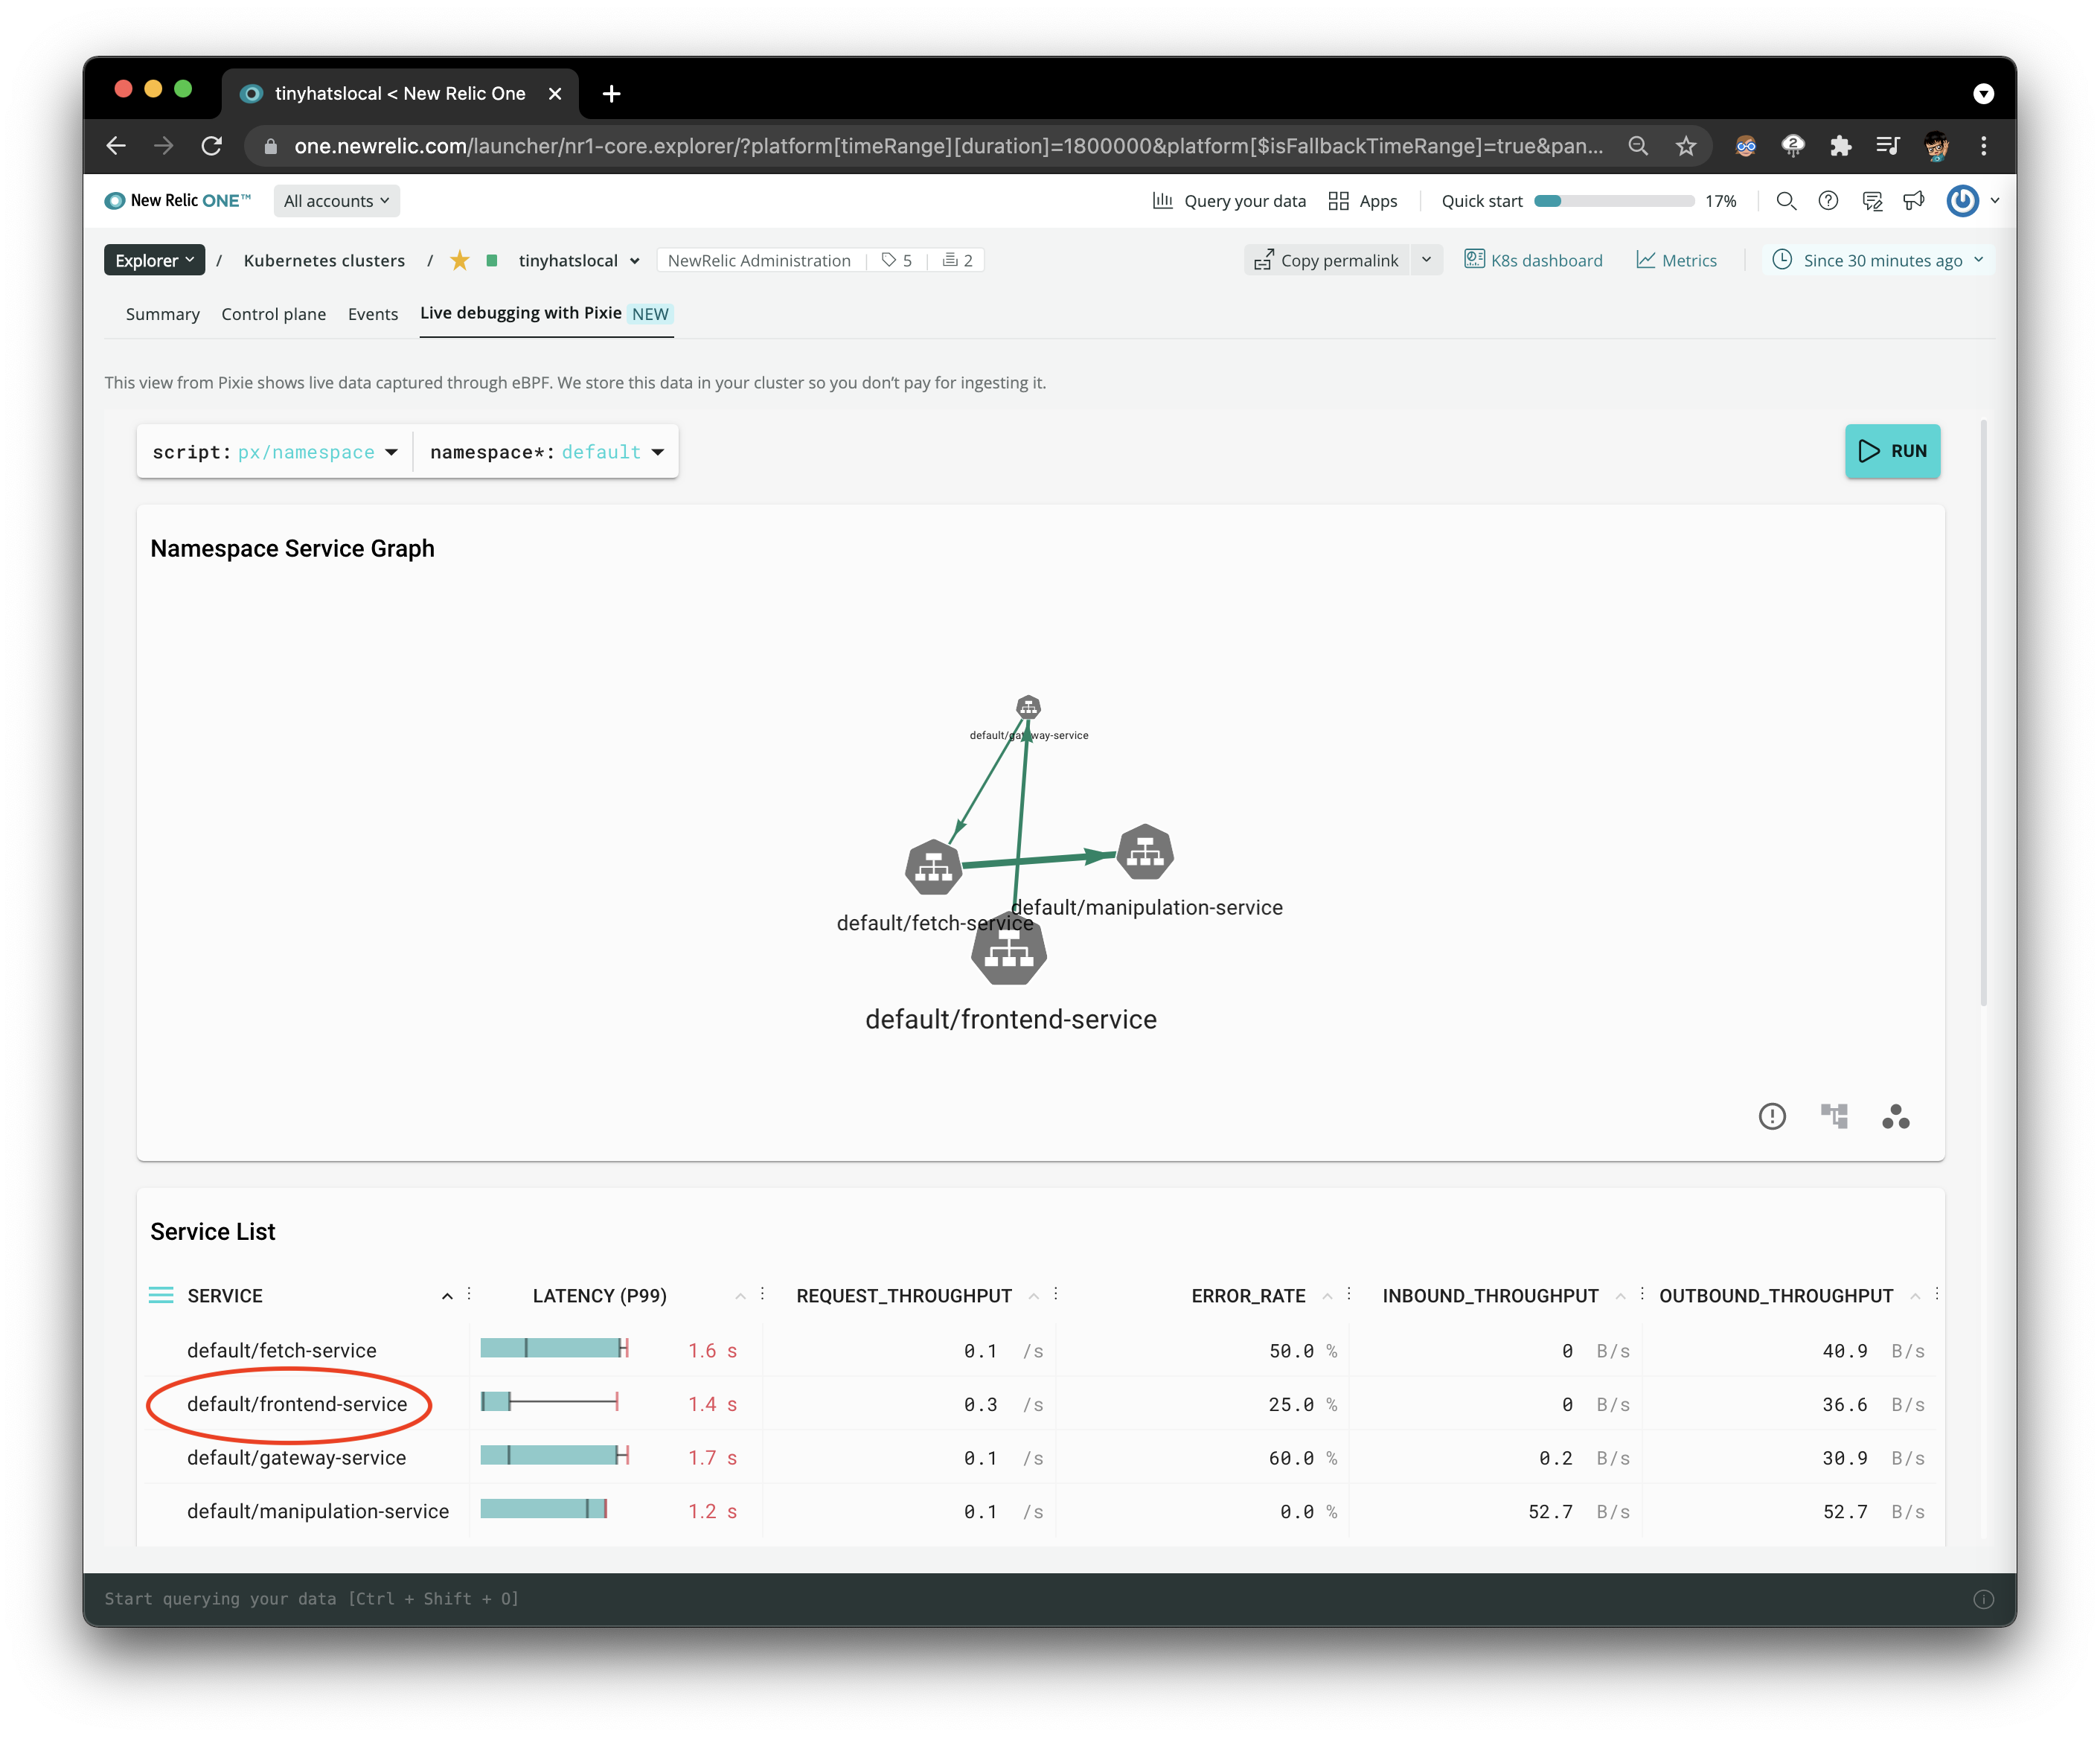 tinyhatslocal < New Relic One
one.newrelic.com/launcher/nr1-core.explorer/?platform[timeRange][duration]=1800000&platform[$isFallbackTimeRange]=true&pan...
2
New Relic ONE™ All accounts Query your data Apps Quick start 17%
Explorer / Kubernetes clusters / tinyhatslocal NewRelic Administration 5 2 Copy permalink K8s dashboard Metrics Since 30 minutes ago
Summary Control plane Events Live debugging with Pixie NEW
This view from Pixie shows live data captured through eBPF. We store this data in your cluster so you don’t pay for ingesting it.
script: px/namespace namespace*: default RUN
Namespace Service Graph
default/gateway-service
default/manipulation-service
default/fetch-service
default/frontend-service
Service List
SERVICE LATENCY (P99) REQUEST_THROUGHPUT ERROR_RATE INBOUND_THROUGHPUT OUTBOUND_THROUGHPUT
default/fetch-service 1.6 s 0.1 /s 50.0 % 0 B/s 40.9 B/s
default/frontend-service 1.4 s 0.3 /s 25.0 % 0 B/s 36.6 B/s
default/gateway-service 1.7 s 0.1 /s 60.0 % 0.2 B/s 30.9 B/s
default/manipulation-service 1.2 s 0.1 /s 0.0 % 52.7 B/s 52.7 B/s
Start querying your data [Ctrl + Shift + O]